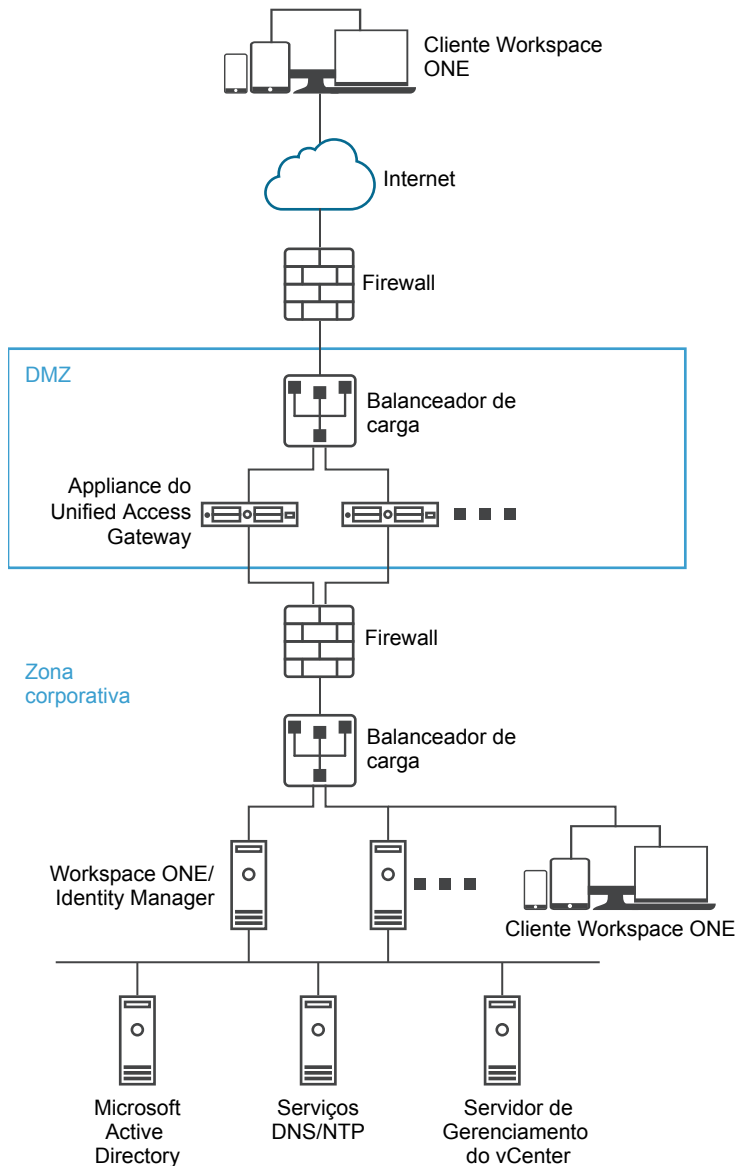 Cliente Workspace
ONE
Internet
Firewall
DMZ
Balanceador de
carga
Appliance do
Unified Access
Gateway
Firewall
Zona
corporativa
Balanceador de
carga
Workspace ONE/
Identity Manager
Cliente Workspace ONE
Microsoft
Active
Directory
Serviços
DNS/NTP
Servidor de
Gerenciamento
do vCenter